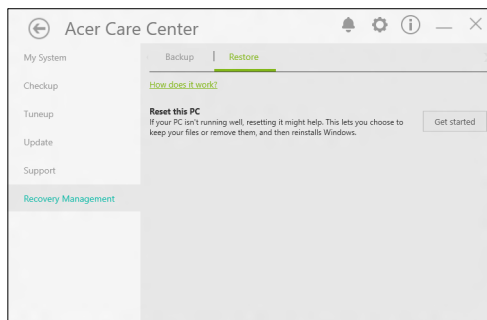 Acer Care Center
My System
Checkup
Tuneup
Update
Support
Recovery Management
Backup
Restore
How does it work?
Reset this PC
If your PC isn't running well, resetting it might help. This lets you choose to
keep your files or remove them, and then reinstalls Windows.
Get started